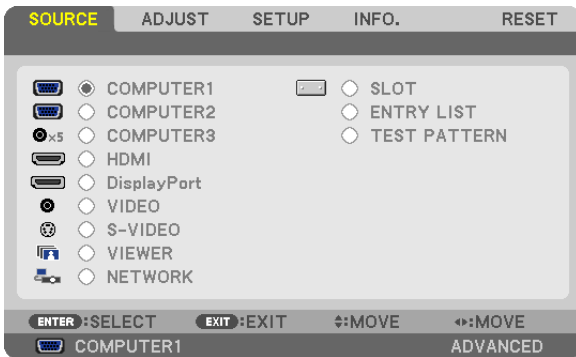 SOURCE ADJUST SETUP INFO. RESET
COMPUTER1
COMPUTER2
×5 COMPUTER3
HDMI
DisplayPort
VIDEO
S-VIDEO
VIEWER
NETWORK
SLOT
ENTRY LIST
TEST PATTERN
ENTER :SELECT EXIT :EXIT :MOVE :MOVE
COMPUTER1 ADVANCED